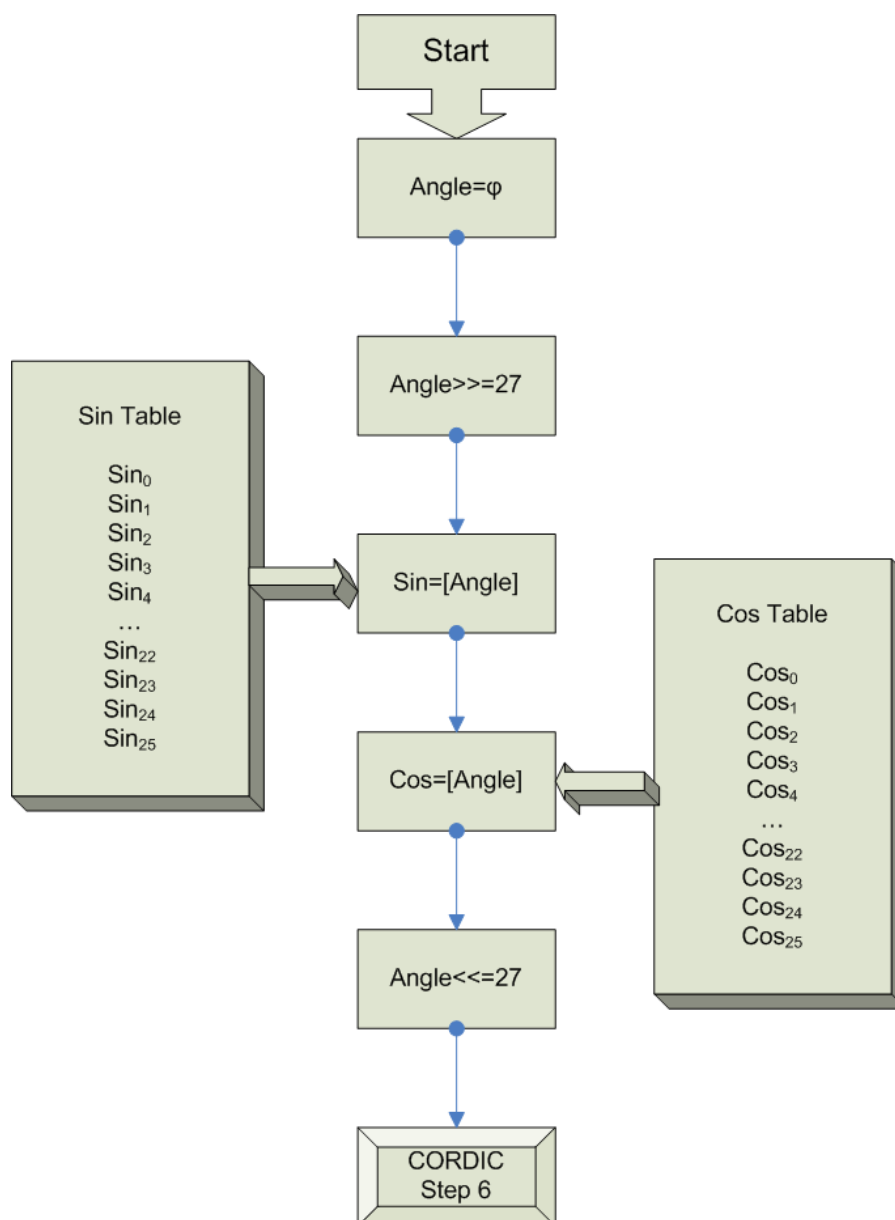 Start
Angle=φ
Angle>>=27
Sin Table
Sin₀
Sin₁
Sin₂
Sin₃
Sin₄
...
Sin₂₂
Sin₂₃
Sin₂₄
Sin₂₅
Sin=[Angle]
Cos Table
Cos₀
Cos₁
Cos₂
Cos₃
Cos₄
...
Cos₂₂
Cos₂₃
Cos₂₄
Cos₂₅
Cos=[Angle]
Angle<<=27
CORDIC
Step 6